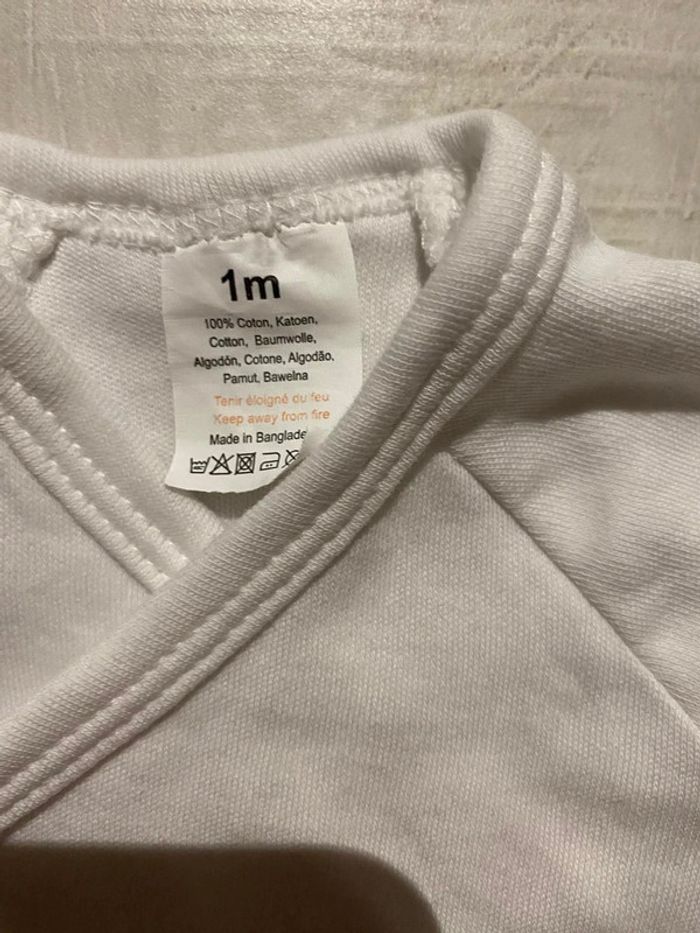 1m
100% Coton, Katoen,
Cotton, Baumwolle,
Algodón, Cotone, Algodão,
Pamut, Bawelna
Tenir éloigné du feu
Keep away from fire
Made in Banglade